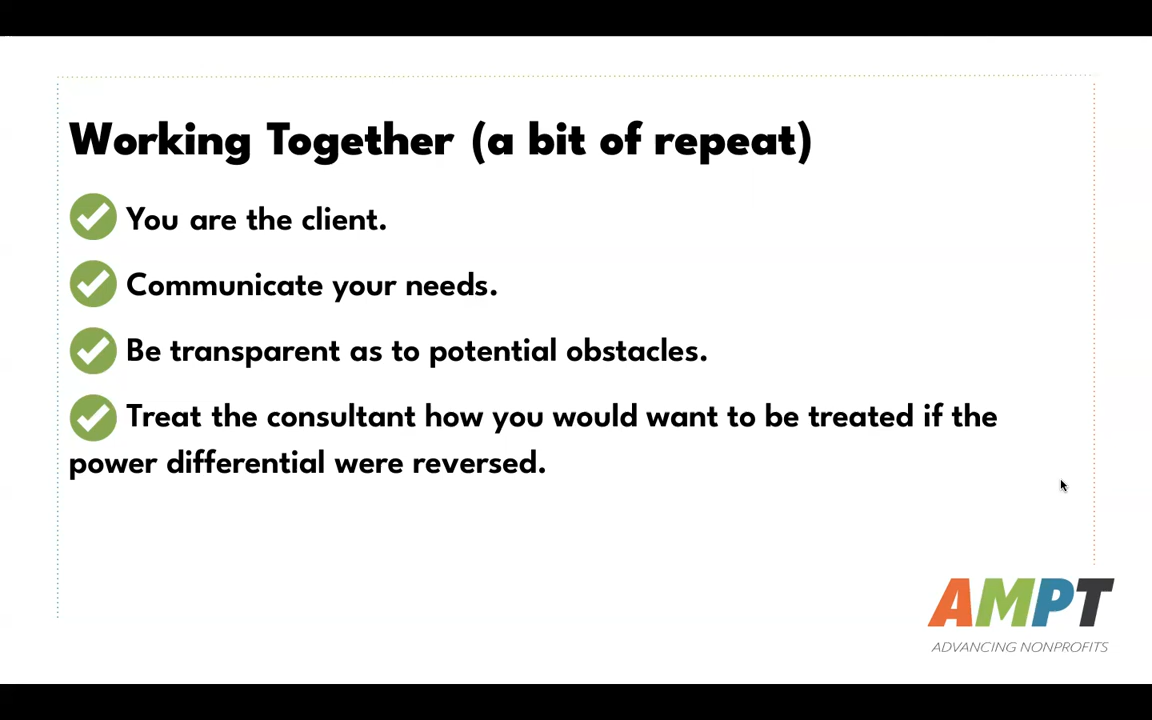 Working Together (a bit of repeat)
You are the client.
Communicate your needs.
Be transparent as to potential obstacles.
Treat the consultant how you would want to be treated if the
power differential were reversed.
AMPT
ADVANCING NONPROFITS